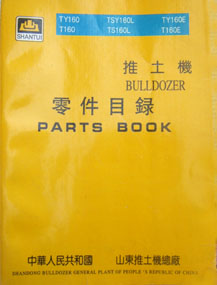 SHANTUI
TY160 TSY160L TY160E
T160 TS160L T160E
推土機
BULLDOZER
零件目録
PARTS BOOK
中華人民共和國 山東推土機總廠
SHANDONG BULLDOZER GENERAL PLANT OF PEOPLE 'S REPUBLIC OF CHINA